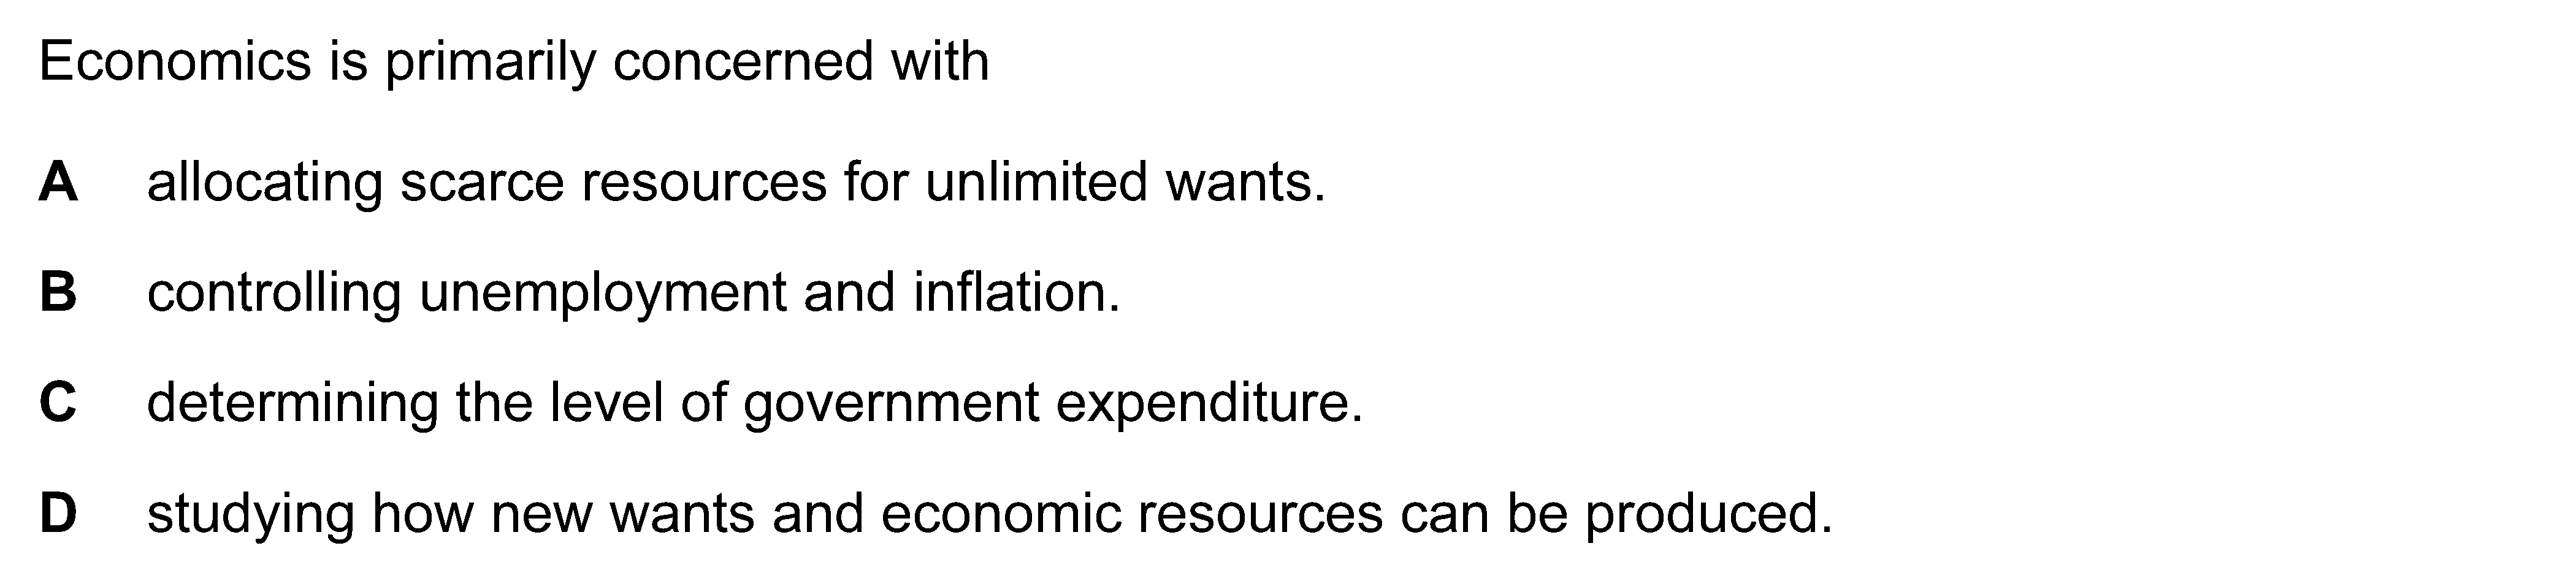 Economics is primarily concerned with
A allocating scarce resources for unlimited wants.
B controlling unemployment and inflation.
C determining the level of government expenditure.
D studying how new wants and economic resources can be produced.